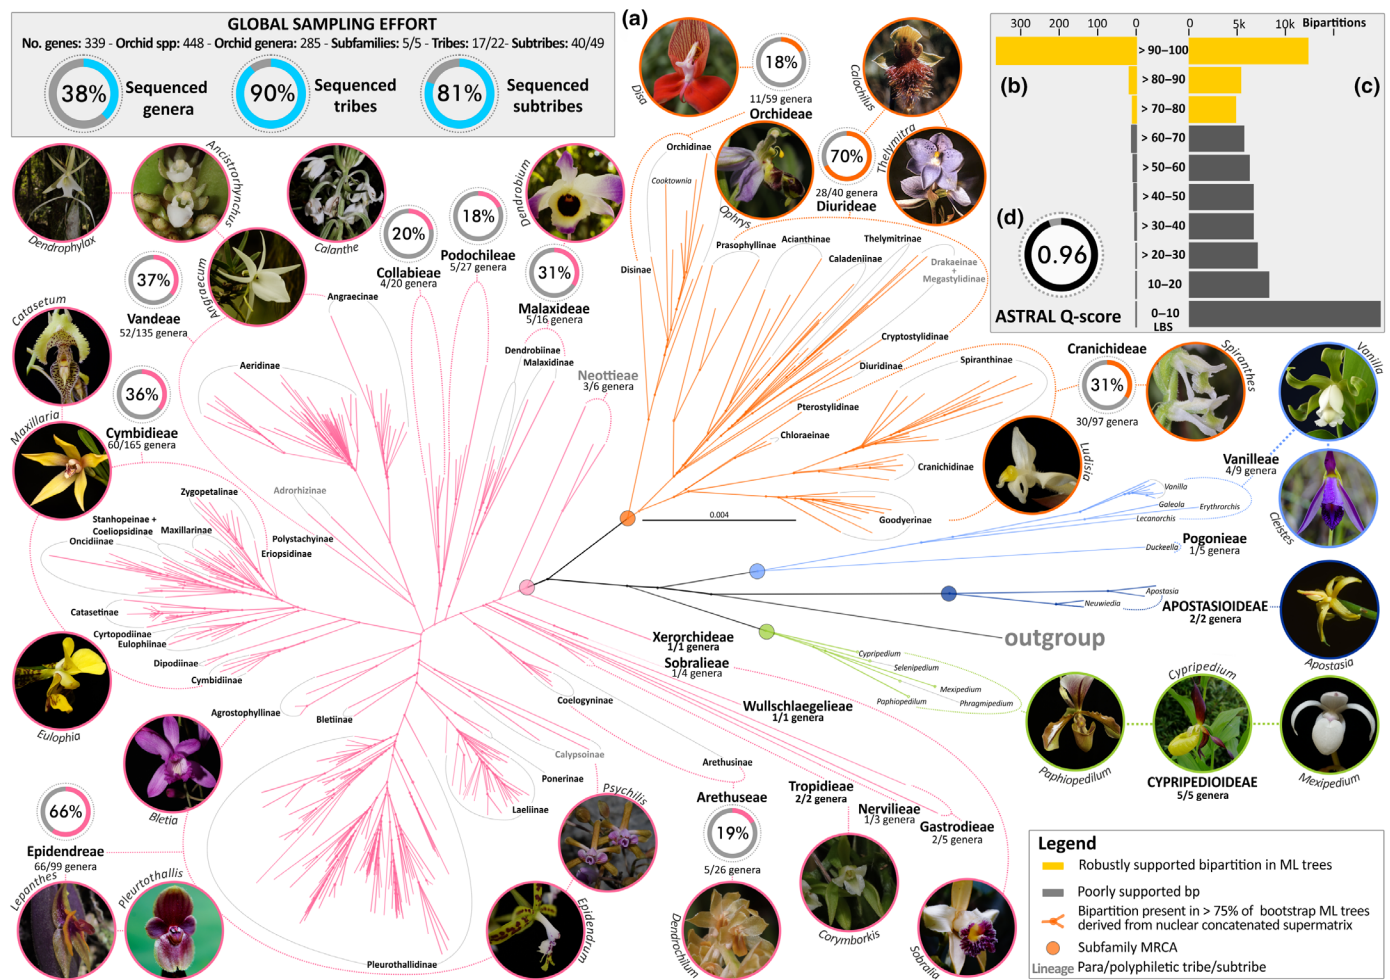 GLOBAL SAMPLING EFFORT
No. genes: 339 - Orchid spp: 448 - Orchid genera: 285 - Subfamilies: 5/5 - Tribes: 17/22- Subtribes: 40/49
38%
Sequenced
genera
90%
Sequenced
tribes
81%
Sequenced
subtribes
(a)
Disa
18%
11/59 genera
Orchideae
Calochilus
Orchidinae
Cooktownia
Ophrys
70%
28/40 genera
Diurideae
Thelymitra
Disinae
Prasophyllinae
Acianthinae
Caladeniinae
Thelymitrinae
Drakaeinae
+
Megastylidinae
Cryptostylidinae
Diuridinae
Spiranthinae
Pterostylidinae
Chloraeinae
Cranichidinae
Goodyerinae
Ludisia
Cranichideae
31%
30/97 genera
Spiranthes
300
200
100
0
0
5k
10k
Bipartitions
> 90–100
> 80–90
> 70–80
> 60–70
> 50–60
> 40–50
> 30–40
> 20–30
10–20
0–10
LBS
(b)
(c)
(d)
0.96
ASTRAL Q-score
Dendrophylax
Ancistrorhynchus
Angraecum
Calanthe
37%
Vandeae
52/135 genera
20%
Collabieae
4/20 genera
18%
Podochileae
5/27 genera
Dendrobium
31%
Malaxideae
5/16 genera
Angraecinae
Aeridinae
Dendrobiinae
Malaxidinae
Neottieae
3/6 genera
Catasetum
36%
Cymbidieae
60/165 genera
Maxillaria
Adrorhizinae
Zygopetalinae
Stanhopeinae +
Coeliopsidinae
Maxillarinae
Oncidiinae
Polystachyinae
Eriopsidinae
Catasetinae
Cyrtopodiinae
Eulophiinae
Dipodiinae
Cymbidiinae
Eulophia
Agrostophyllinae
Bletiinae
Bletia
66%
Epidendreae
66/99 genera
Lepanthes
Pleurtothallis
Pleurothallidinae
Laeliinae
Ponerinae
Calypsoinae
Psychilis
Epidendrum
0.004
Vanilla
Vanilleae
4/9 genera
Vanilla
Galeola
Erythrorchis
Lecanorchis
Cleistes
Pogonieae
1/5 genera
Duckeella
Apostasia
Neuwiedia
APOSTASIOIDEAE
2/2 genera
Apostasia
outgroup
Cypripedium
Selenipedium
Mexipedium
Paphiopedilum
Phragmipedium
Paphiopedilum
Cypripedium
CYPRIPEDIOIDEAE
5/5 genera
Mexipedium
Xerorchideae
1/1 genera
Sobralieae
1/4 genera
Wullschlaegelieae
1/1 genera
Coelogyninae
Arethusinae
Arethuseae
19%
5/26 genera
Dendrochilum
Tropidieae
2/2 genera
Nervilieae
1/3 genera
Gastrodieae
2/5 genera
Corymborkis
Sobralia
Legend
Robustly supported bipartition in ML trees
Poorly supported bp
Bipartition present in > 75% of bootstrap ML trees
derived from nuclear concatenated supermatrix
Subfamily MRCA
Lineage Para/polyphiletic tribe/subtribe